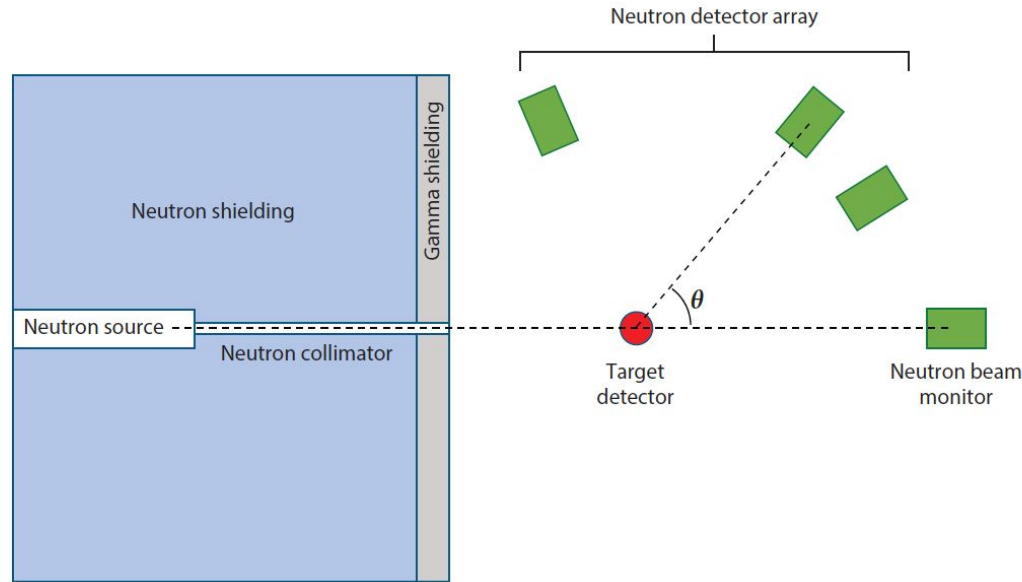 Neutron detector array
Gamma shielding
Neutron shielding
θ
Neutron source
Neutron collimator
Target
detector
Neutron beam
monitor